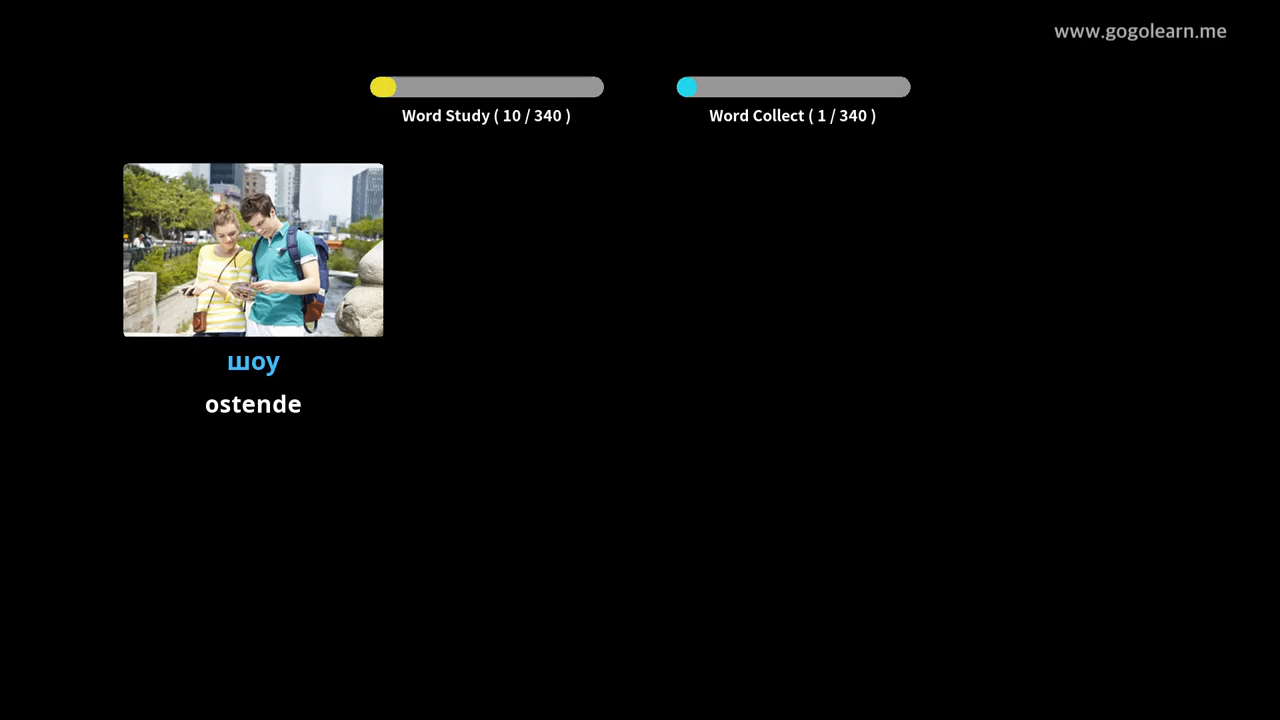 www.gogolearn.me
Word Study ( 10 / 340 )
Word Collect ( 1 / 340 )
шоу
ostende